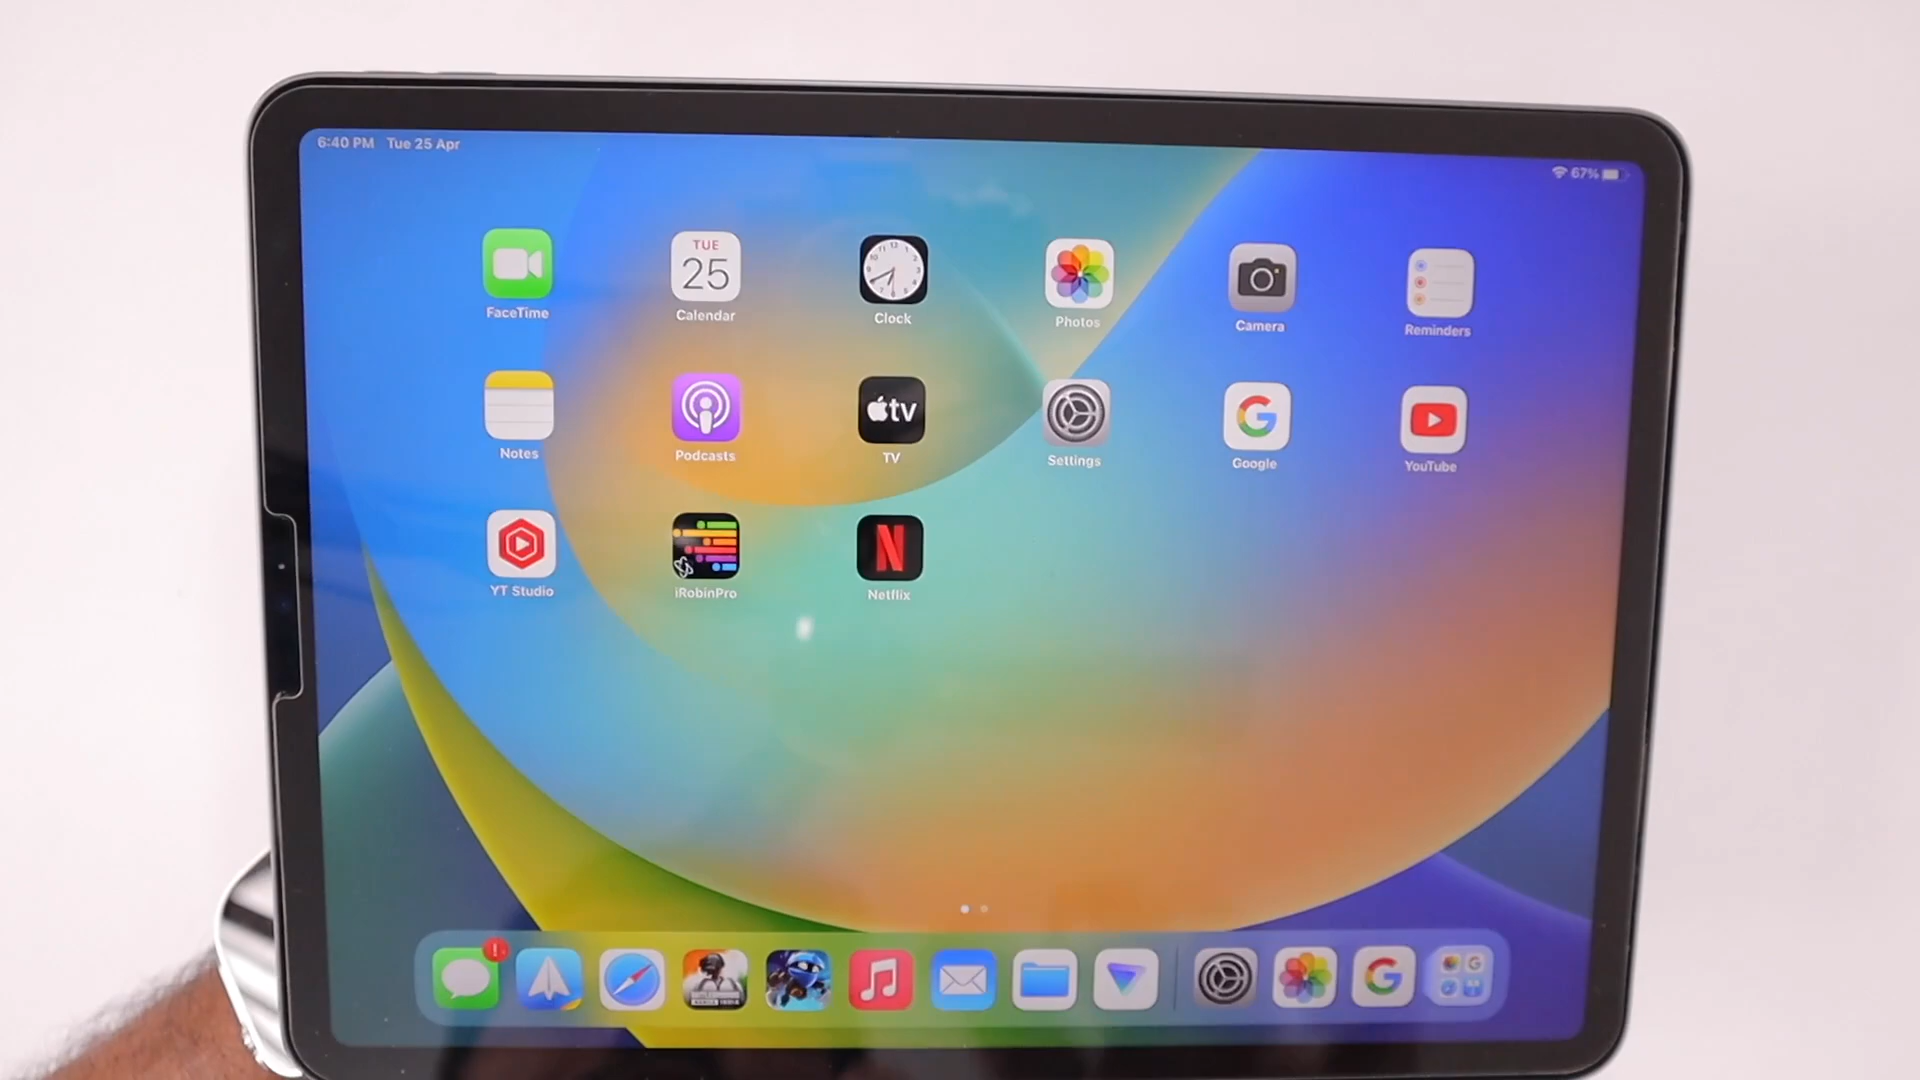 6:40 PM Tue 25 Apr
67%
TUE
25
tv
FaceTime
Calendar
Clock
Photos
Camera
Reminders
Notes
Podcasts
TV
Settings
Google
YouTube
N
YT Studio
iRobinPro
Netflix